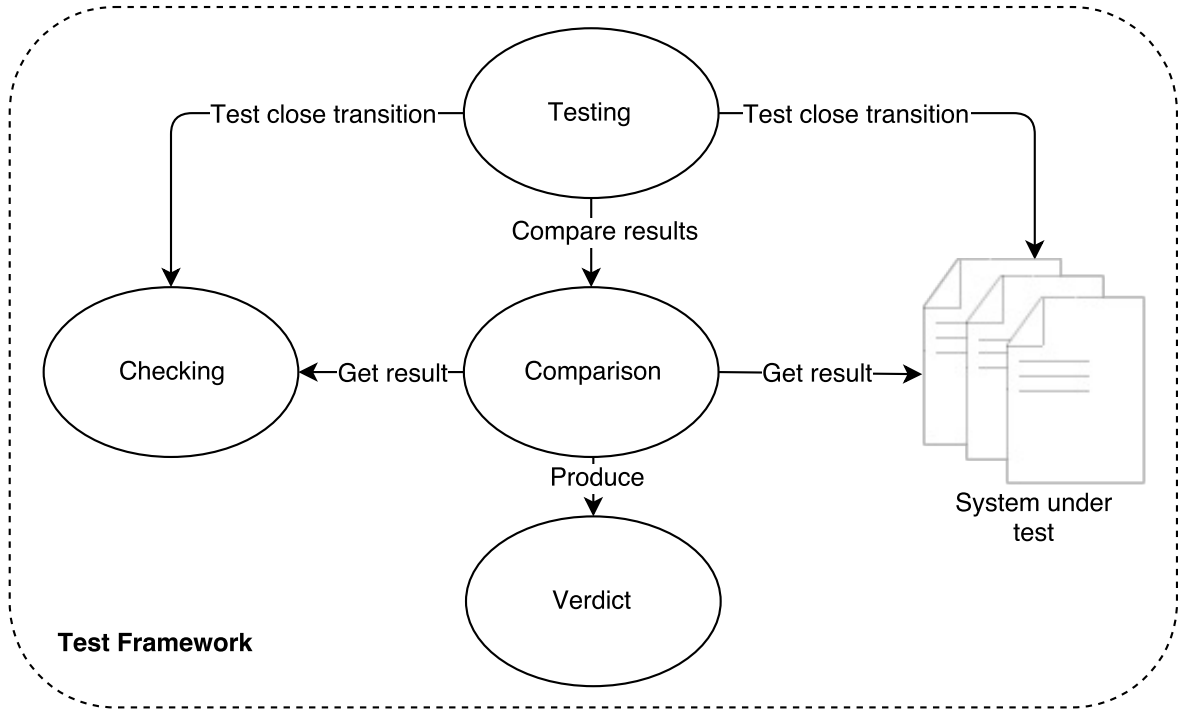 Testing
Test close transition
Test close transition
Compare results
Checking
Get result
Comparison
Get result
Produce
System under
test
Verdict
Test Framework